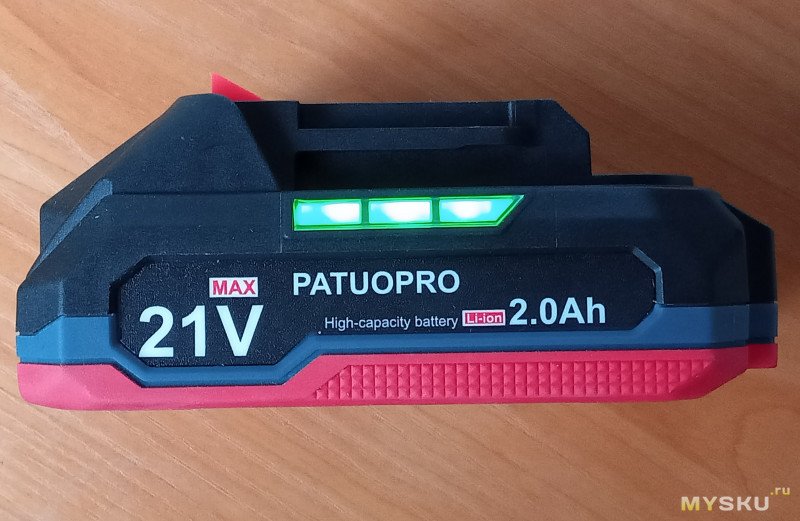 MAX
PATUOPRO
21V
High-capacity battery Li-ion 2.0Ah
MYSKU.ru